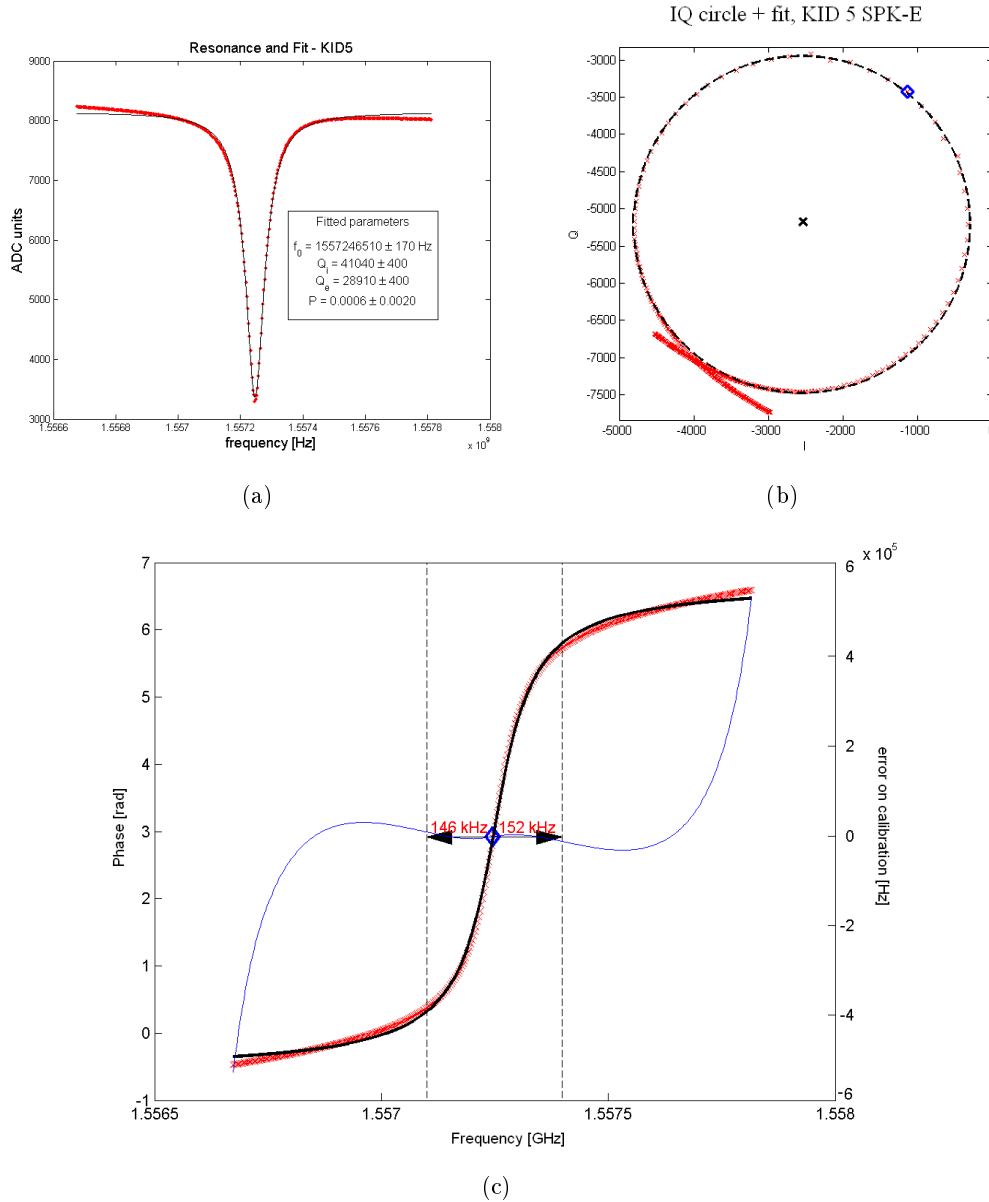 Resonance and Fit - KID5
9000
8000
7000
6000
5000
4000
3000
ADC units
Fitted parameters
f0 = 1557246510 ± 170 Hz
Qi = 41040 ± 400
Qe = 28910 ± 400
P = 0.0006 ± 0.0020
1.5566 1.5568 1.557 1.5572 1.5574 1.5576 1.5578 1.558
frequency [Hz]
x 10^9
(a)
IQ circle + fit, KID 5 SPK-E
-3000
-3500
-4000
-4500
-5000
-5500
-6000
-6500
-7000
-7500
Q
-5000 -4000 -3000 -2000 -1000 0
I
(b)
7
6
5
4
3
2
1
0
-1
Phase [rad]
146 kHz
152 kHz
x 10^5
6
4
2
0
-2
-4
-6
error on calibration [Hz]
1.5565 1.557 1.5575 1.558
Frequency [GHz]
(c)